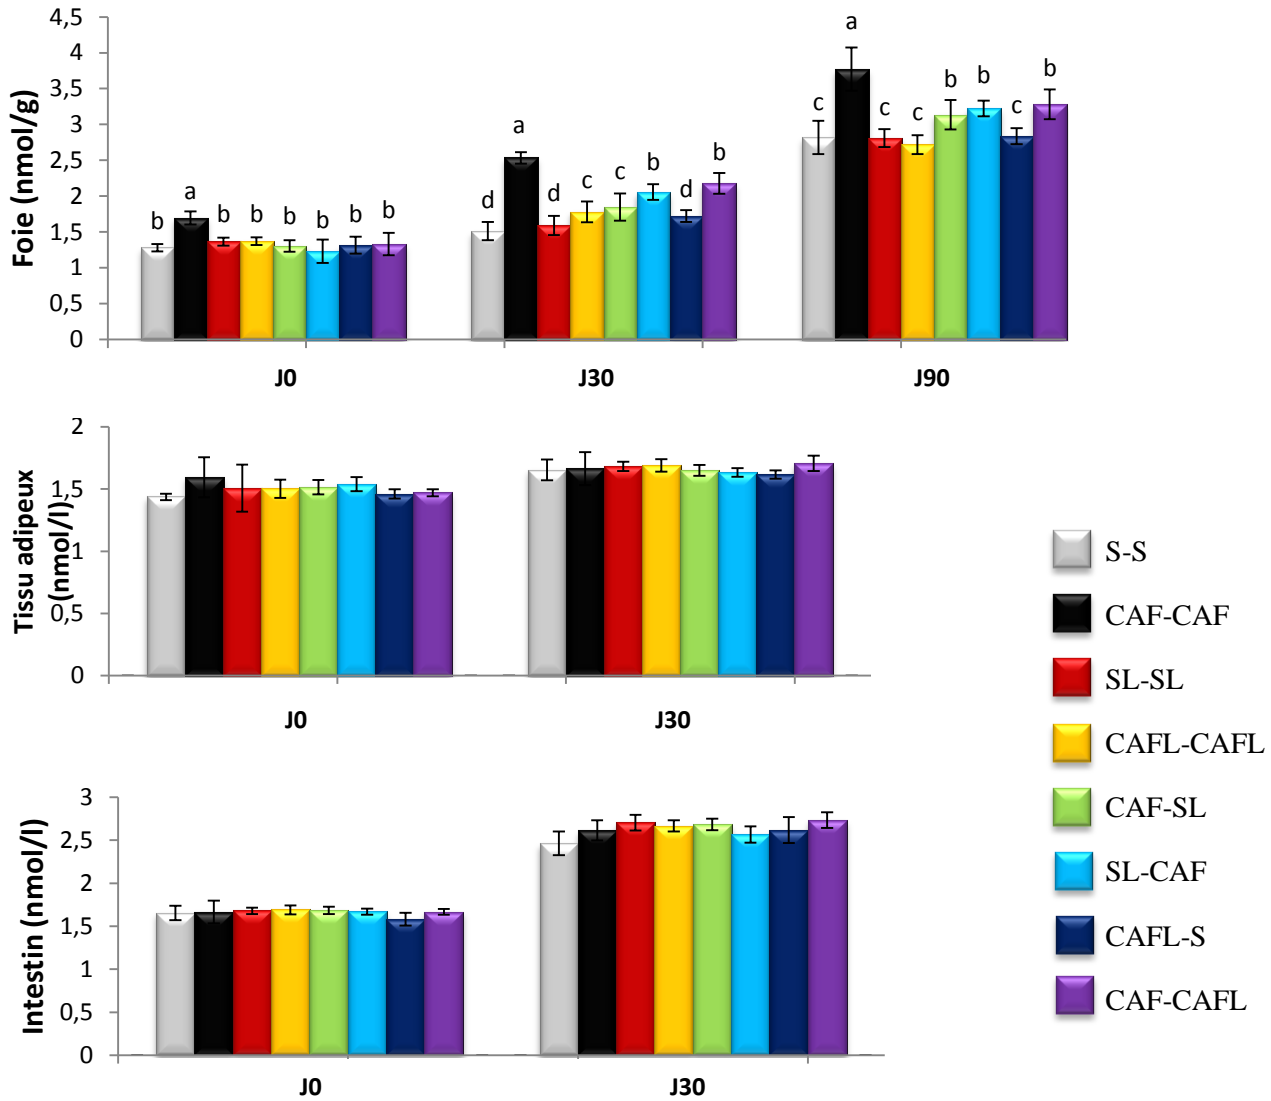 Foie (nmol/g)
4,5
4
3,5
3
2,5
2
1,5
1
0,5
0
b a b b b b b b
d a d c c b d b
c a c c b b c b
J0 J30 J90
Tissu adipeux
(nmol/l)
2
1,5
1
0,5
0
J0 J30
Intestin (nmol/l)
3
2,5
2
1,5
1
0,5
0
J0 J30
S-S
CAF-CAF
SL-SL
CAFL-CAFL
CAF-SL
SL-CAF
CAFL-S
CAF-CAFL